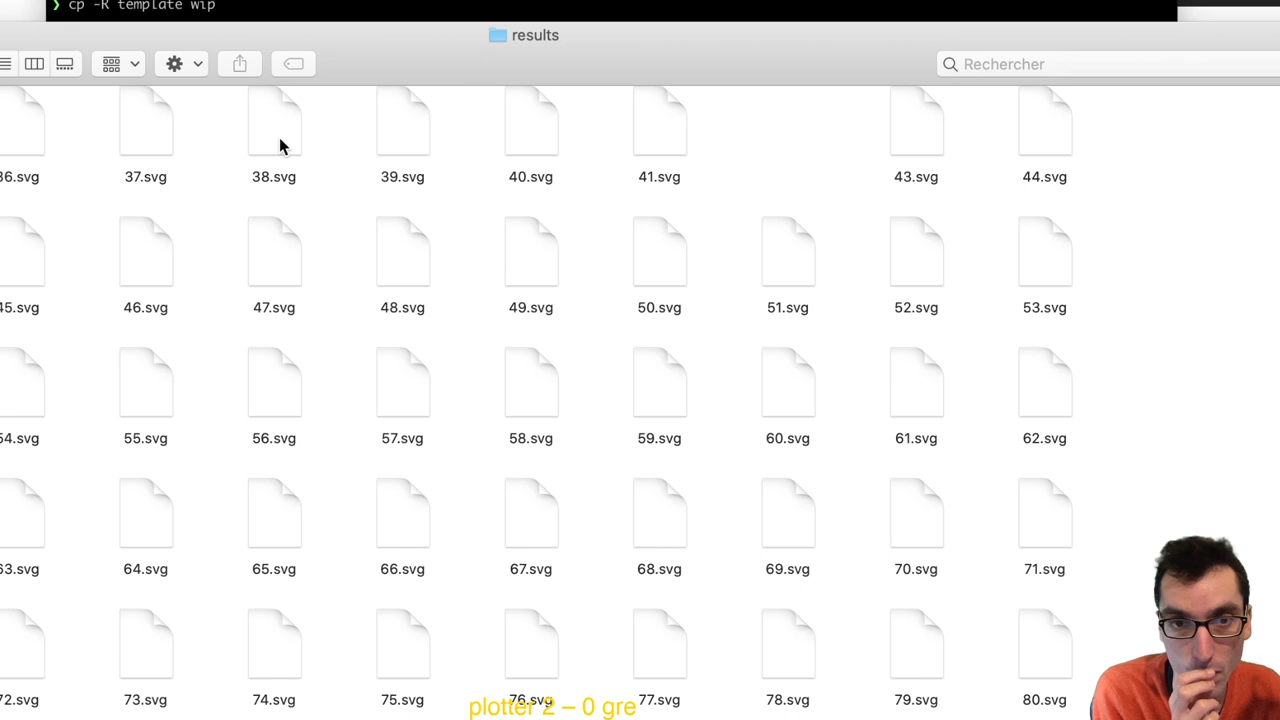 ❯ cp -R template wip
results
Rechercher
36.svg 37.svg 38.svg 39.svg 40.svg 41.svg 43.svg 44.svg
45.svg 46.svg 47.svg 48.svg 49.svg 50.svg 51.svg 52.svg 53.svg
54.svg 55.svg 56.svg 57.svg 58.svg 59.svg 60.svg 61.svg 62.svg
63.svg 64.svg 65.svg 66.svg 67.svg 68.svg 69.svg 70.svg 71.svg
72.svg 73.svg 74.svg 75.svg 76.svg 77.svg 78.svg 79.svg 80.svg
plotter 2 – 0 gre